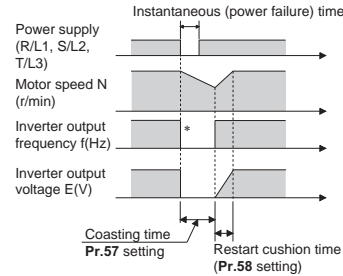 Instantaneous (power failure) time
Power supply
(R/L1, S/L2,
T/L3)
Motor speed N
(r/min)
Inverter output
frequency f(Hz)
*
Inverter output
voltage E(V)
Coasting time
Pr.57 setting
Restart cushion time
(Pr.58 setting)